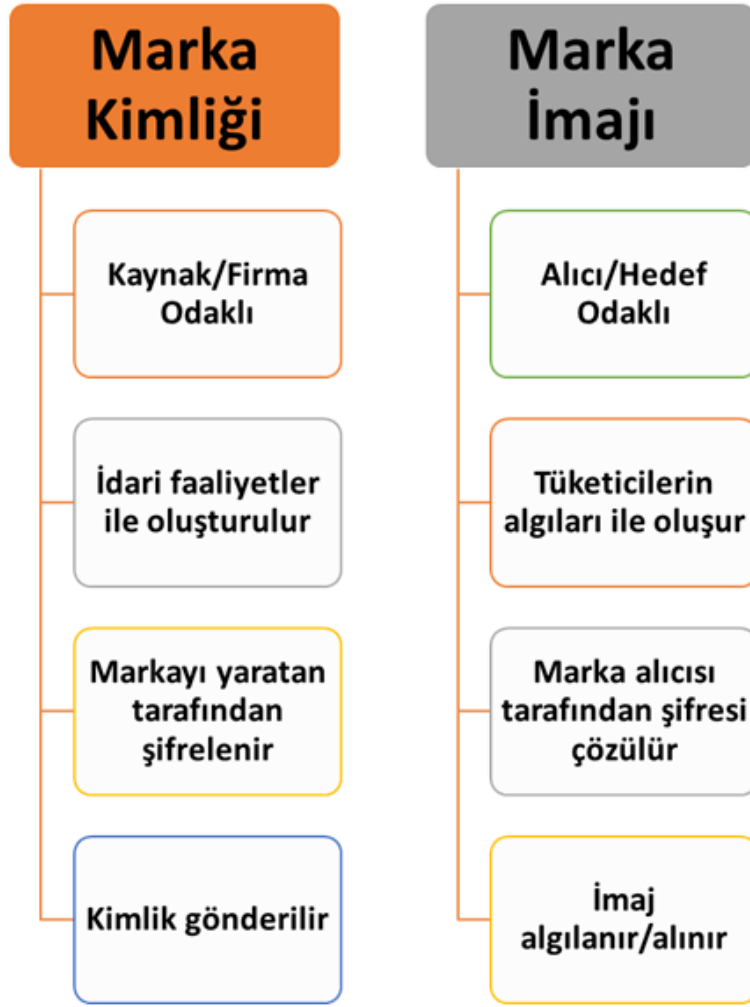 Marka
Kimliği
Kaynak/Firma
Odaklı
İdari faaliyetler
ile oluşturulur
Markayı yaratan
tarafından
şifrelenir
Kimlik gönderilir
Marka
İmajı
Alıcı/Hedef
Odaklı
Tüketicilerin
algıları ile oluşur
Marka alıcısı
tarafından şifresi
çözülür
İmaj
algılanır/alınır